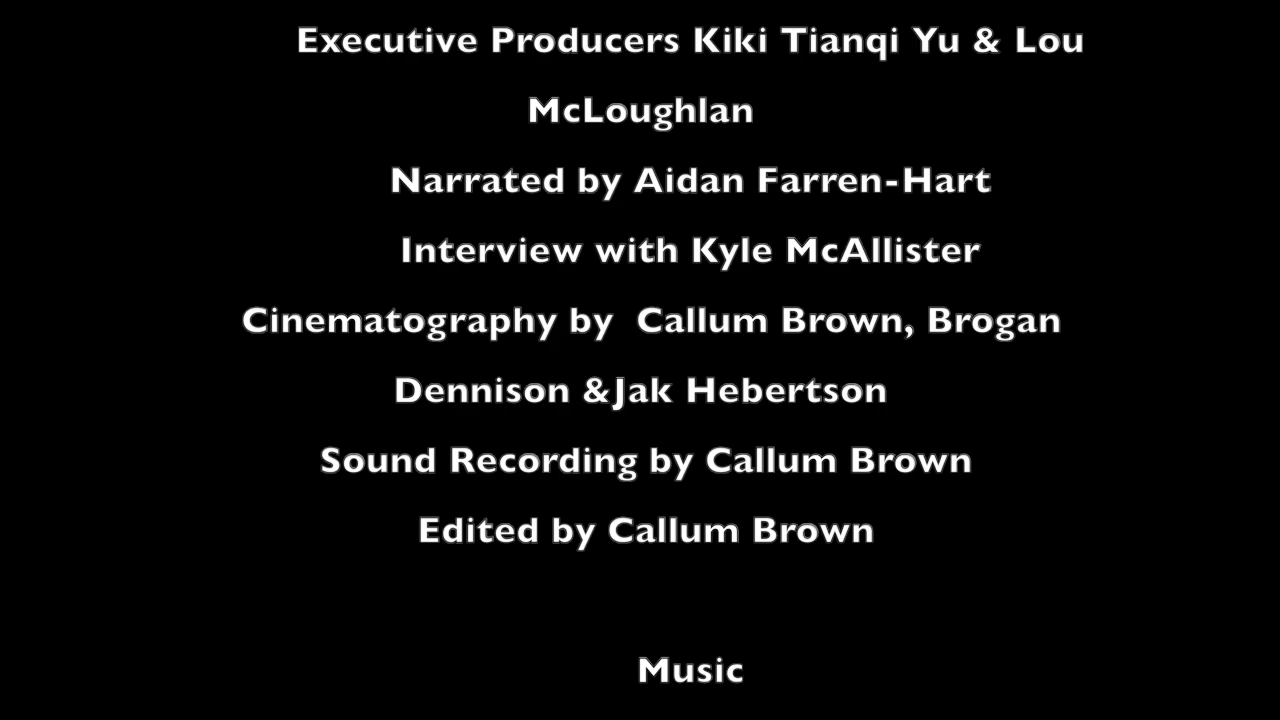 Executive Producers Kiki Tianqi Yu & Lou
McLoughlan
Narrated by Aidan Farren-Hart
Interview with Kyle McAllister
Cinematography by  Callum Brown, Brogan
Dennison &Jak Hebertson
Sound Recording by Callum Brown
Edited by Callum Brown
Music